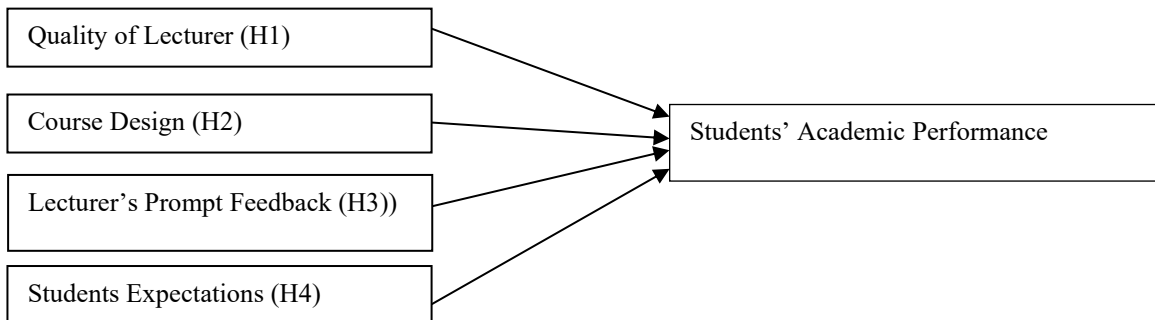 Quality of Lecturer (H1)
Course Design (H2)
Lecturer’s Prompt Feedback (H3))
Students Expectations (H4)
Students’ Academic Performance